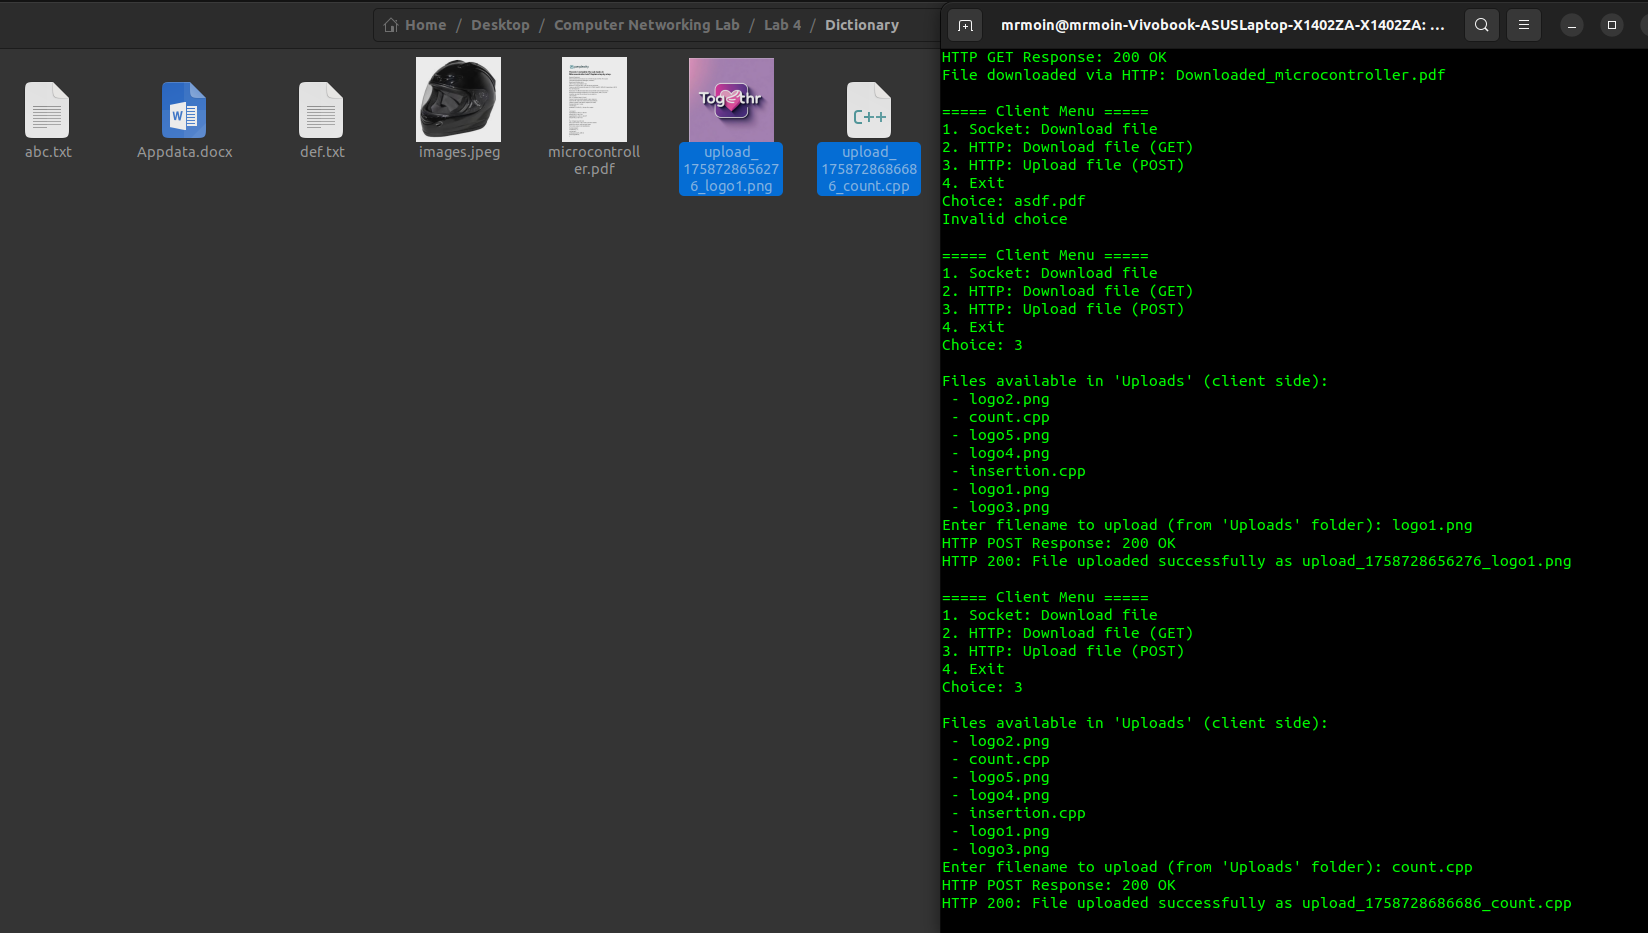 Home / Desktop / Computer Networking Lab / Lab 4 / Dictionary
abc.txt
Appdata.docx
def.txt
images.jpeg
microcontroll
er.pdf
Togethr
upload_
175872865627
6_logo1.png
C++
upload_
175872868668
6_count.cpp
W
mrmoin@mrmoin-Vivobook-ASUSLaptop-X1402ZA-X1402ZA: ...
HTTP GET Response: 200 OK
File downloaded via HTTP: Downloaded_microcontroller.pdf
===== Client Menu =====
1. Socket: Download file
2. HTTP: Download file (GET)
3. HTTP: Upload file (POST)
4. Exit
Choice: asdf.pdf
Invalid choice
===== Client Menu =====
1. Socket: Download file
2. HTTP: Download file (GET)
3. HTTP: Upload file (POST)
4. Exit
Choice: 3
Files available in 'Uploads' (client side):
- logo2.png
- count.cpp
- logo5.png
- logo4.png
- insertion.cpp
- logo1.png
- logo3.png
Enter filename to upload (from 'Uploads' folder): logo1.png
HTTP POST Response: 200 OK
HTTP 200: File uploaded successfully as upload_1758728656276_logo1.png
===== Client Menu =====
1. Socket: Download file
2. HTTP: Download file (GET)
3. HTTP: Upload file (POST)
4. Exit
Choice: 3
Files available in 'Uploads' (client side):
- logo2.png
- count.cpp
- logo5.png
- logo4.png
- insertion.cpp
- logo1.png
- logo3.png
Enter filename to upload (from 'Uploads' folder): count.cpp
HTTP POST Response: 200 OK
HTTP 200: File uploaded successfully as upload_1758728686686_count.cpp